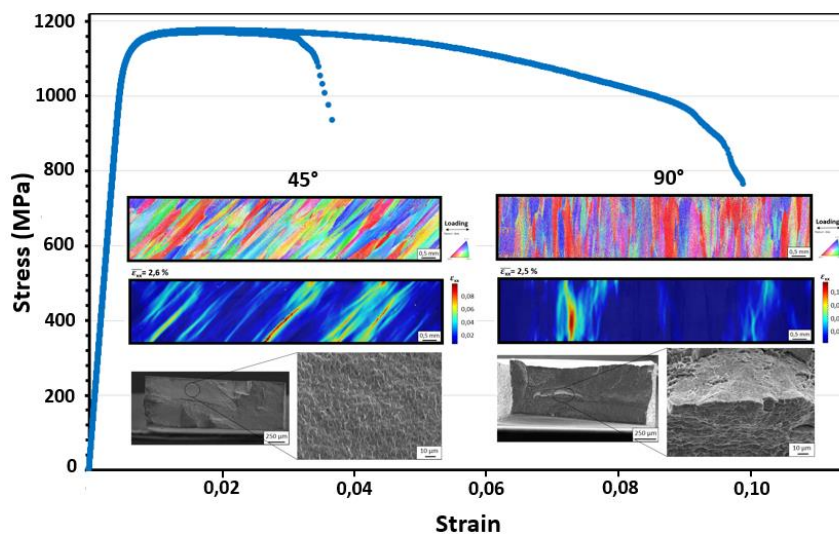 1200
1000
800
600
400
200
0
Stress (MPa)
0,02
0,04
0,06
0,08
0,10
Strain
45°
90°
Loading
0,5 mm
Loading
0,5 mm
= 2,6 %
εxx
0,08
0,06
0,04
0,02
0,5 mm
= 2,5 %
εxx
0,5 mm
250 µm
10 µm
250 µm
10 µm